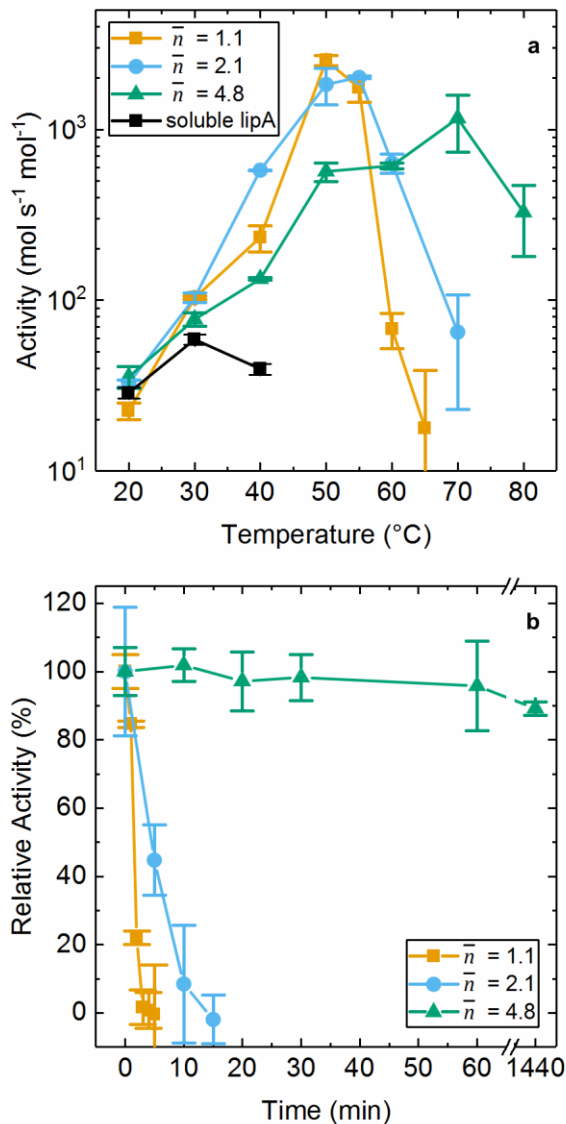 n̅ = 1.1
n̅ = 2.1
n̅ = 4.8
soluble lipA
a
10³
10²
10¹
Activity (mol s⁻¹ mol⁻¹)
20 30 40 50 60 70 80
Temperature (°C)
b
120
100
80
60
40
20
0
Relative Activity (%)
n̅ = 1.1
n̅ = 2.1
n̅ = 4.8
0 10 20 30 40 50 60 1440
Time (min)